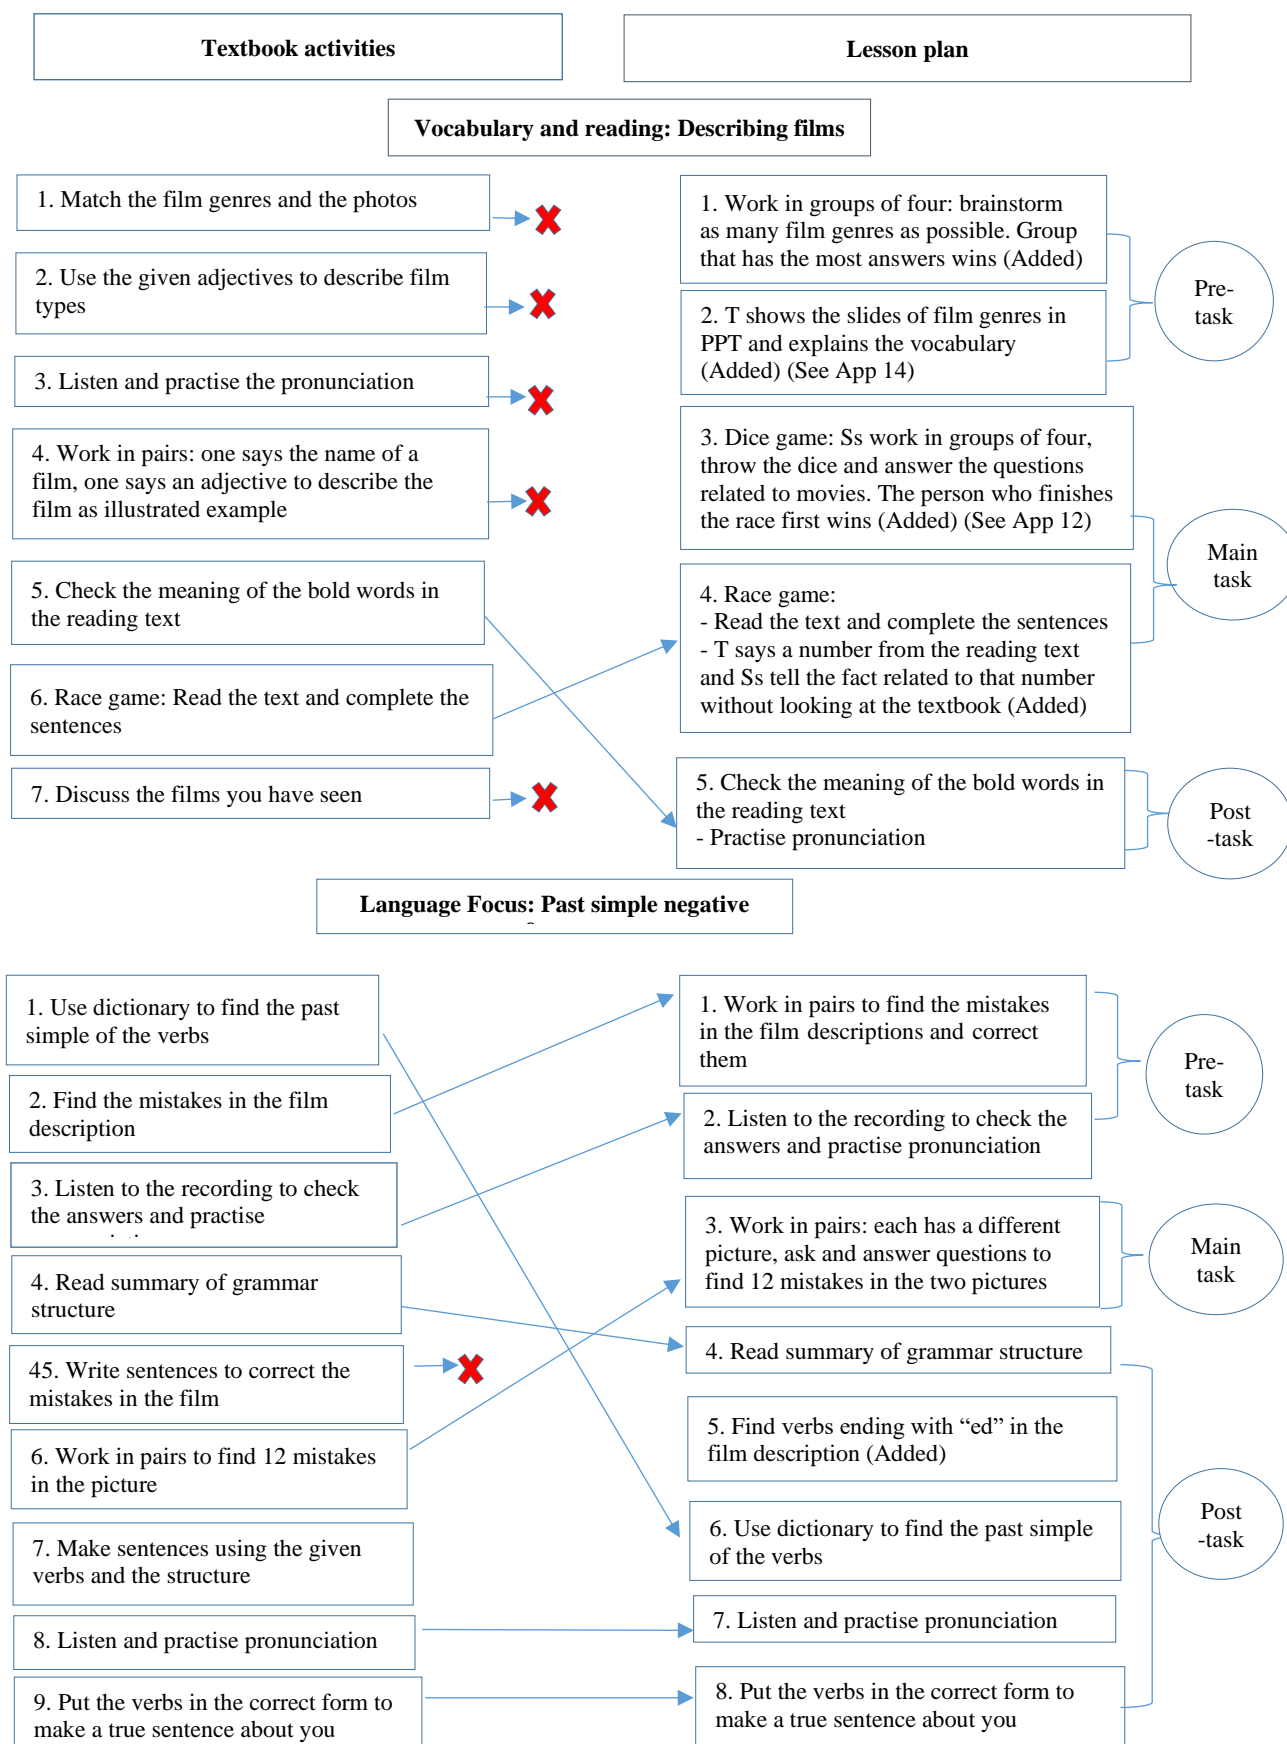 Textbook activities
Lesson plan
Vocabulary and reading: Describing films
1. Match the film genres and the photos
2. Use the given adjectives to describe film
types
3. Listen and practise the pronunciation
4. Work in pairs: one says the name of a
film, one says an adjective to describe the
film as illustrated example
5. Check the meaning of the bold words in
the reading text
6. Race game: Read the text and complete the
sentences
7. Discuss the films you have seen
1. Work in groups of four: brainstorm
as many film genres as possible. Group
that has the most answers wins (Added)
2. T shows the slides of film genres in
PPT and explains the vocabulary
(Added) (See App 14)
Pre-
task
3. Dice game: Ss work in groups of four,
throw the dice and answer the questions
related to movies. The person who finishes
the race first wins (Added) (See App 12)
4. Race game:
- Read the text and complete the sentences
- T says a number from the reading text
and Ss tell the fact related to that number
without looking at the textbook (Added)
Main
task
5. Check the meaning of the bold words in
the reading text
- Practise pronunciation
Post
-task
Language Focus: Past simple negative
1. Use dictionary to find the past
simple of the verbs
2. Find the mistakes in the film
description
3. Listen to the recording to check
the answers and practise
4. Read summary of grammar
structure
45. Write sentences to correct the
mistakes in the film
6. Work in pairs to find 12 mistakes
in the picture
7. Make sentences using the given
verbs and the structure
8. Listen and practise pronunciation
9. Put the verbs in the correct form to
make a true sentence about you
1. Work in pairs to find the mistakes
in the film descriptions and correct
them
2. Listen to the recording to check the
answers and practise pronunciation
Pre-
task
3. Work in pairs: each has a different
picture, ask and answer questions to
find 12 mistakes in the two pictures
Main
task
4. Read summary of grammar structure
5. Find verbs ending with “ed” in the
film description (Added)
6. Use dictionary to find the past simple
of the verbs
7. Listen and practise pronunciation
8. Put the verbs in the correct form to
make a true sentence about you
Post
-task